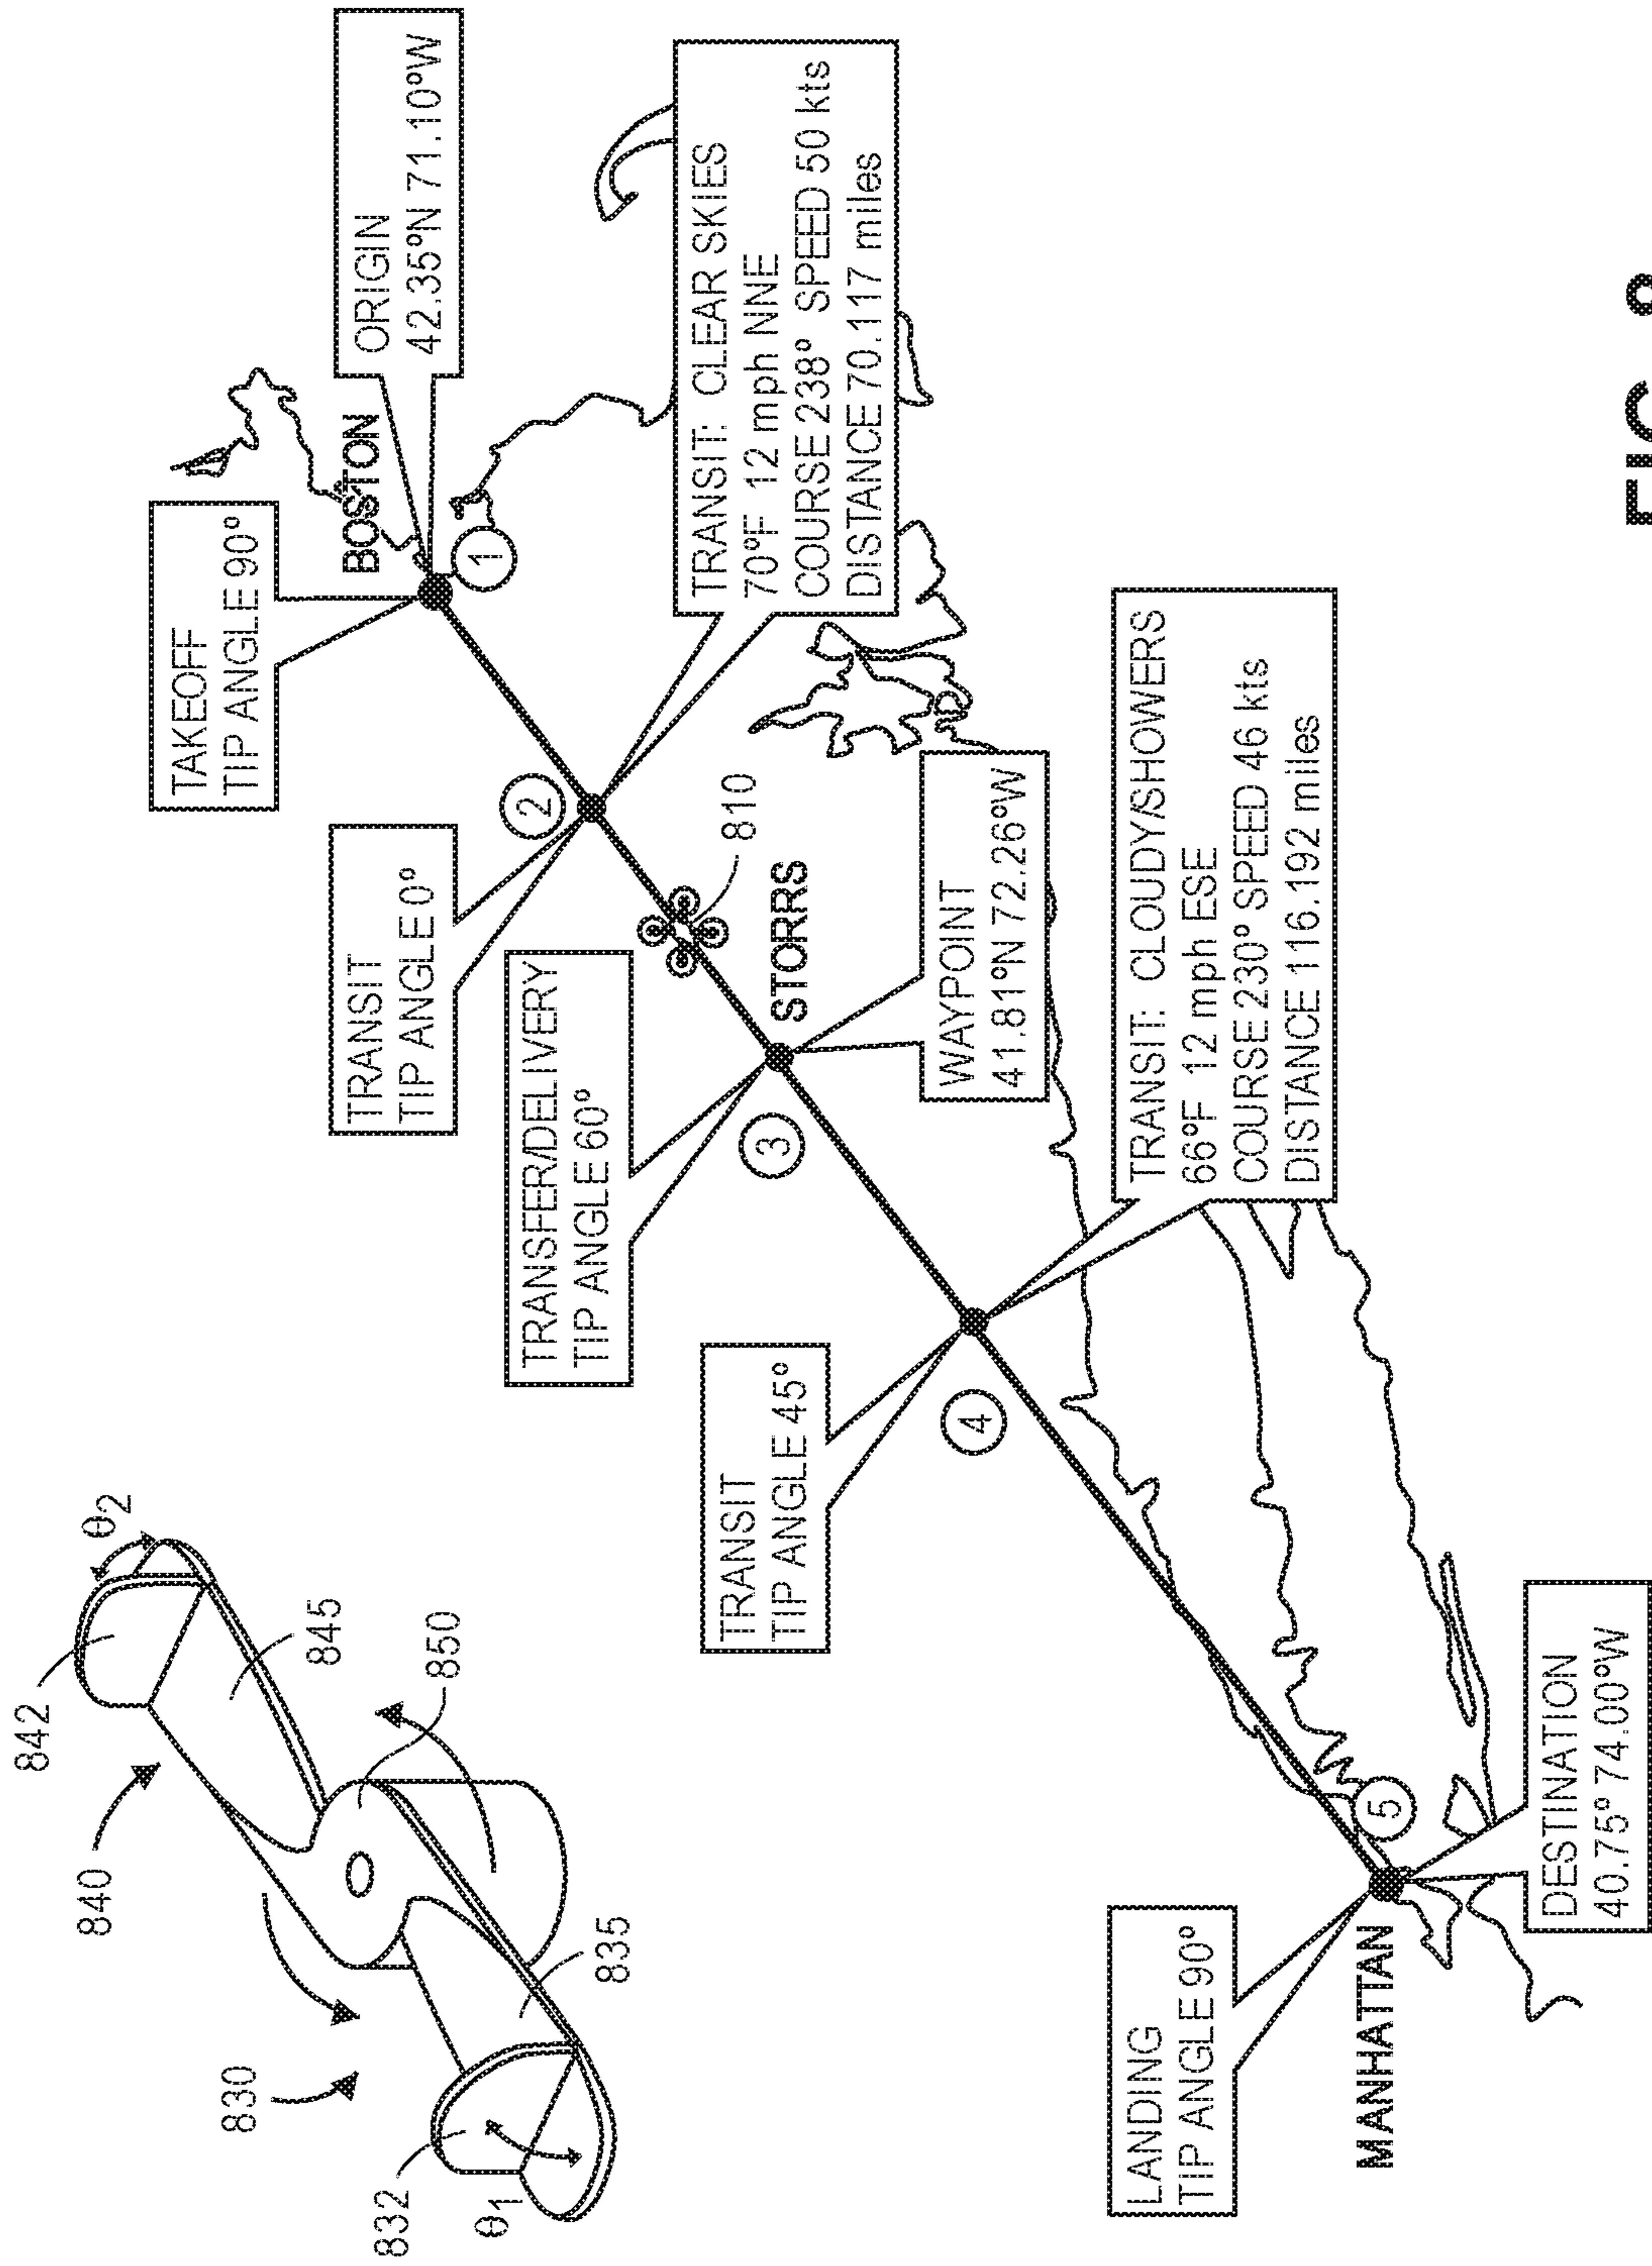 842
θ2
840
845
850
830
835
832
θ1
TAKEOFF
TIP ANGLE 90°
BOSTON
ORIGIN
42.35°N 71.10°W
1
TRANSIT
TIP ANGLE 0°
2
TRANSIT: CLEAR SKIES
70°F 12 mph NNE
COURSE 238° SPEED 50 kts
DISTANCE 70.117 miles
810
TRANSFER/DELIVERY
TIP ANGLE 60°
STORRS
3
WAYPOINT
41.81°N 72.26°W
TRANSIT
TIP ANGLE 45°
4
TRANSIT: CLOUDY/SHOWERS
66°F 12 mph ESE
COURSE 230° SPEED 46 kts
DISTANCE 116.192 miles
LANDING
TIP ANGLE 90°
MANHATTAN
5
DESTINATION
40.75° 74.00°W
FIG. 8